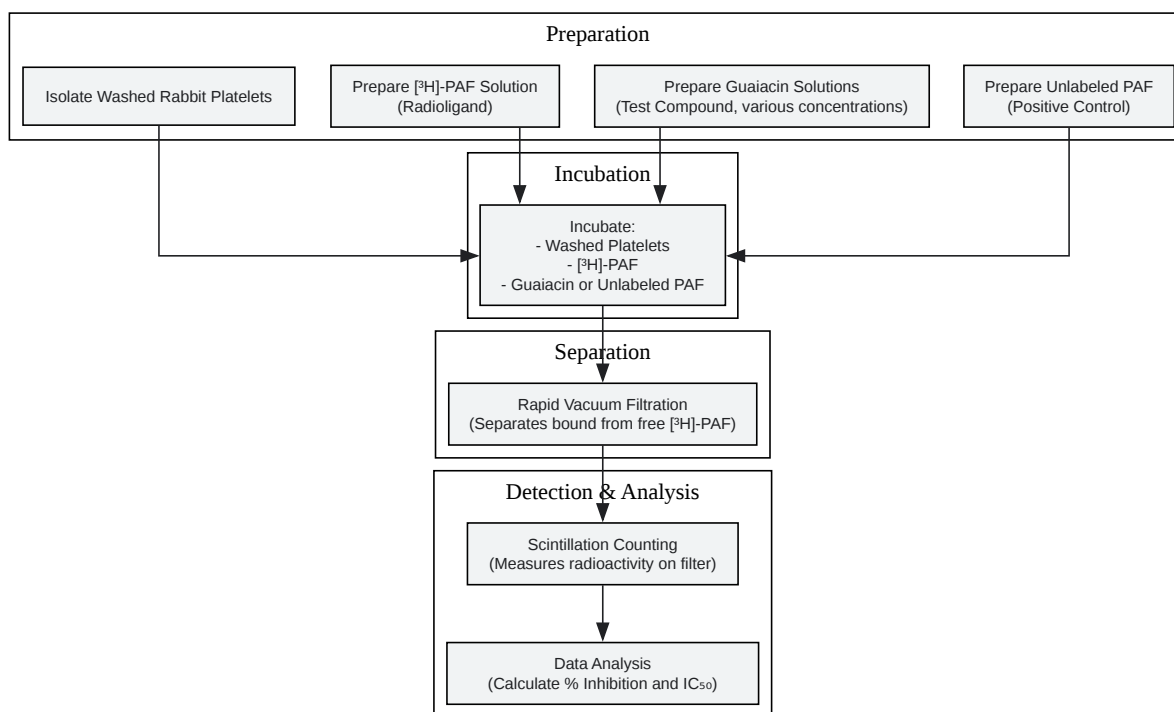 Preparation
Isolate Washed Rabbit Platelets
Prepare [³H]-PAF Solution
(Radioligand)
Prepare Guaiacin Solutions
(Test Compound, various concentrations)
Prepare Unlabeled PAF
(Positive Control)
Incubation
Incubate:
- Washed Platelets
- [³H]-PAF
- Guaiacin or Unlabeled PAF
Separation
Rapid Vacuum Filtration
(Separates bound from free [³H]-PAF)
Detection & Analysis
Scintillation Counting
(Measures radioactivity on filter)
Data Analysis
(Calculate % Inhibition and IC₅₀)